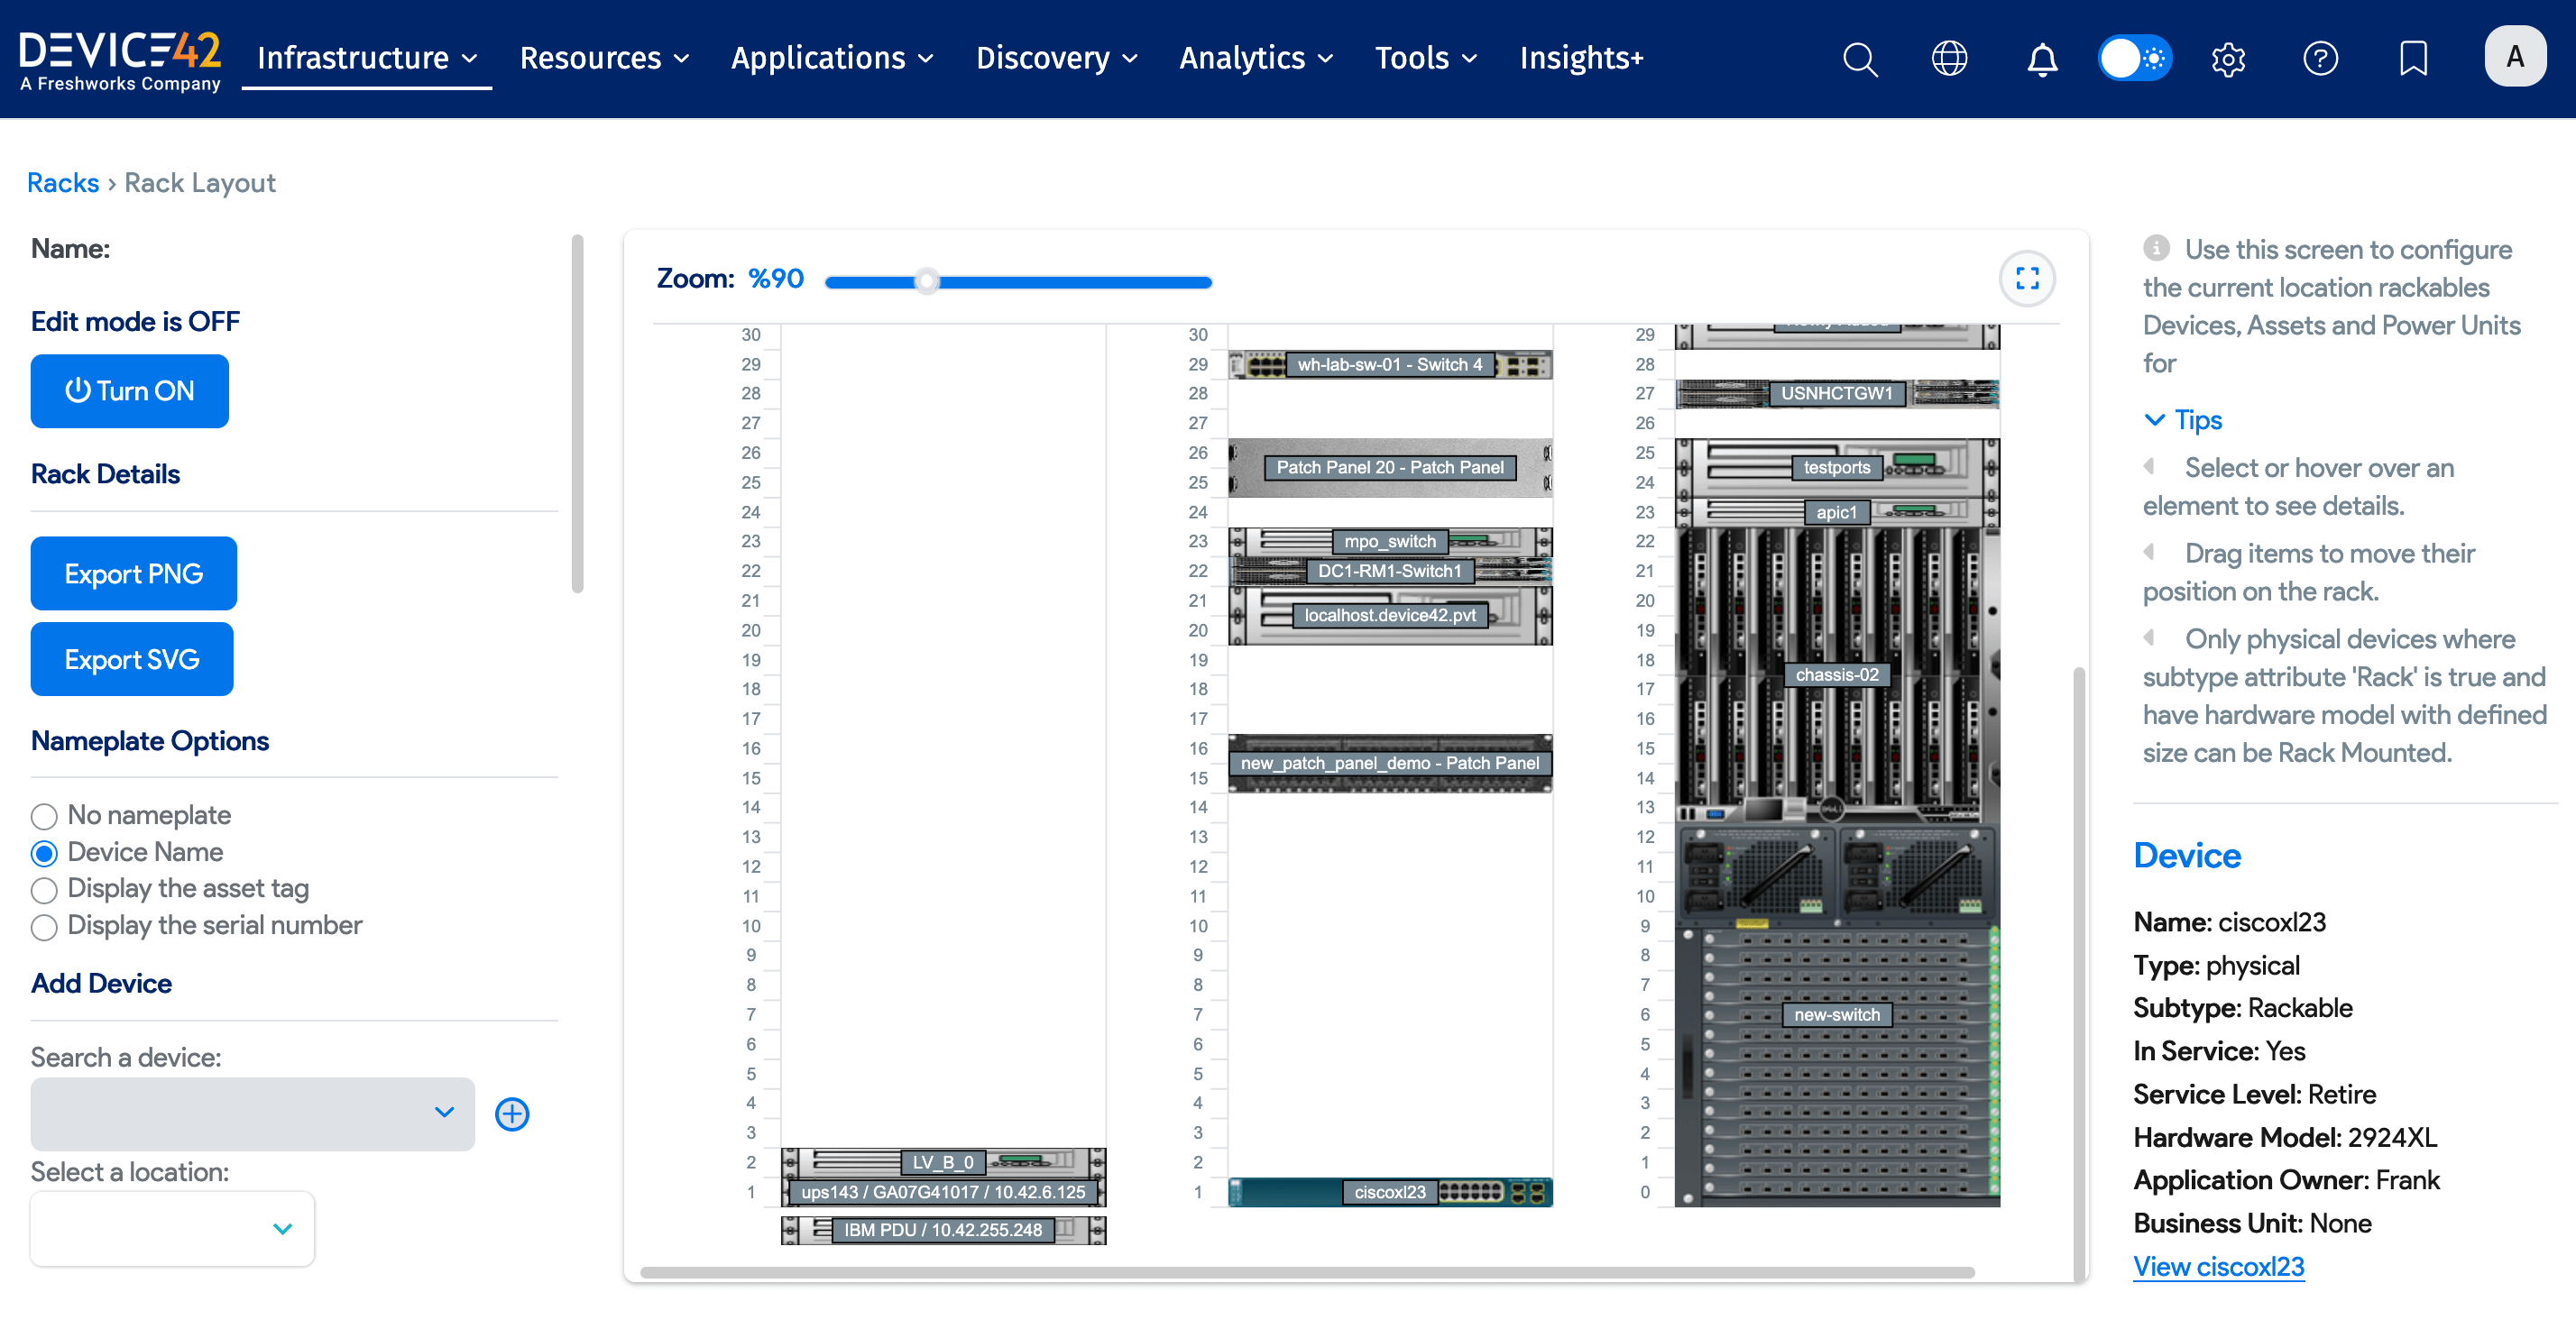 DEVICE42
A Freshworks Company
Infrastructure
Resources
Applications
Discovery
Analytics
Tools
Insights+
A
Racks › Rack Layout
Name:
Edit mode is OFF
Turn ON
Rack Details
Export PNG
Export SVG
Nameplate Options
No nameplate
Device Name
Display the asset tag
Display the serial number
Add Device
Search a device:
Select a location:
Zoom: %90
30
29
28
27
26
25
24
23
22
21
20
19
18
17
16
15
14
13
12
11
10
9
8
7
6
5
4
3
2
1
LV_B_0
ups143 / GA07G41017 / 10.42.6.125
IBM PDU / 10.42.255.248
30
29
28
27
26
25
24
23
22
21
20
19
18
17
16
15
14
13
12
11
10
9
8
7
6
5
4
3
2
1
wh-lab-sw-01 - Switch 4
Patch Panel 20 - Patch Panel
mpo_switch
DC1-RM1-Switch1
localhost.device42.pvt
new_patch_panel_demo - Patch Panel
ciscoxl23
29
28
27
26
25
24
23
22
21
20
19
18
17
16
15
14
13
12
11
10
9
8
7
6
5
4
3
2
1
0
USNHCTGW1
testports
apic1
chassis-02
new-switch
Use this screen to configure
the current location rackables
Devices, Assets and Power Units
for
Tips
Select or hover over an
element to see details.
Drag items to move their
position on the rack.
Only physical devices where
subtype attribute 'Rack' is true and
have hardware model with defined
size can be Rack Mounted.
Device
Name: ciscoxl23
Type: physical
Subtype: Rackable
In Service: Yes
Service Level: Retire
Hardware Model: 2924XL
Application Owner: Frank
Business Unit: None
View ciscoxl23